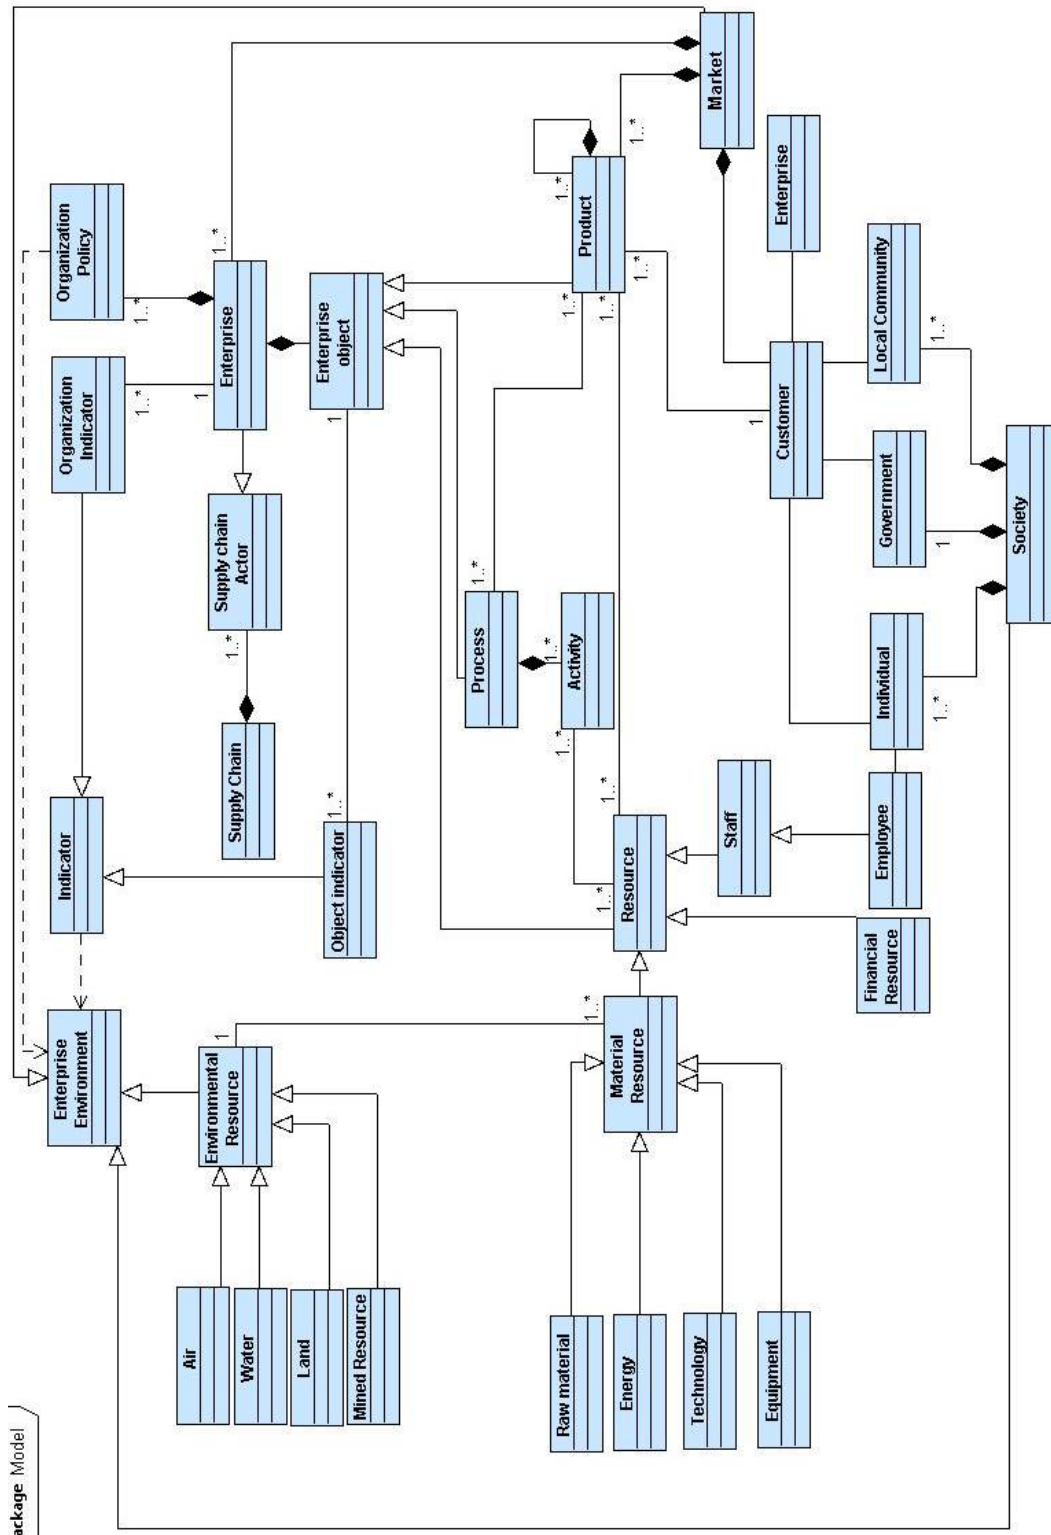 ackage Model
Enterprise
Environment
Indicator
Organization
Indicator
1..*
Organization
Policy
1..*
Air
Water
Land
Mined Resource
Environmental
Resource
1
Supply Chain
1..*
Supply chain
Actor
1
Enterprise
1..*
Object indicator
1..*
1
Enterprise
object
Process
1..*
1..*
Activity
1..*
Raw material
Energy
Technology
Equipment
1..*
Material
Resource
1..*
Resource
1..*
1..*
1..*
Product
1..*
1..*
1..*
Market
Staff
1
Customer
Enterprise
Financial
Resource
Employee
Individual
1..*
Government
1
Local Community
1..*
Society